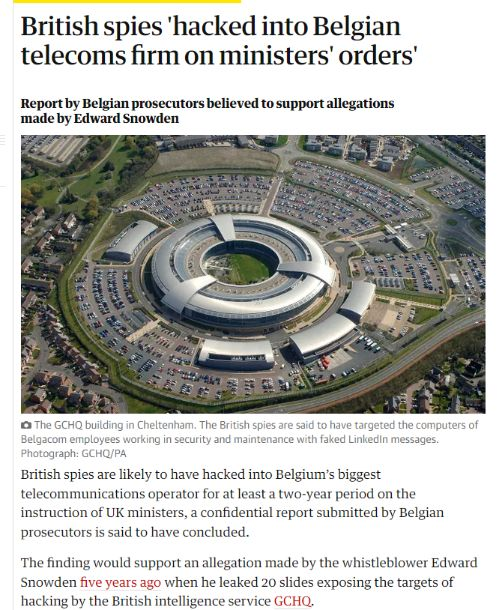 British spies 'hacked into Belgian
telecoms firm on ministers' orders'
Report by Belgian prosecutors believed to support allegations
made by Edward Snowden
The GCHQ building in Cheltenham. The British spies are said to have targeted the computers of
Belgacom employees working in security and maintenance with faked LinkedIn messages.
Photograph: GCHQ/PA
British spies are likely to have hacked into Belgium’s biggest
telecommunications operator for at least a two-year period on the
instruction of UK ministers, a confidential report submitted by Belgian
prosecutors is said to have concluded.
The finding would support an allegation made by the whistleblower Edward
Snowden five years ago when he leaked 20 slides exposing the targets of
hacking by the British intelligence service GCHQ.